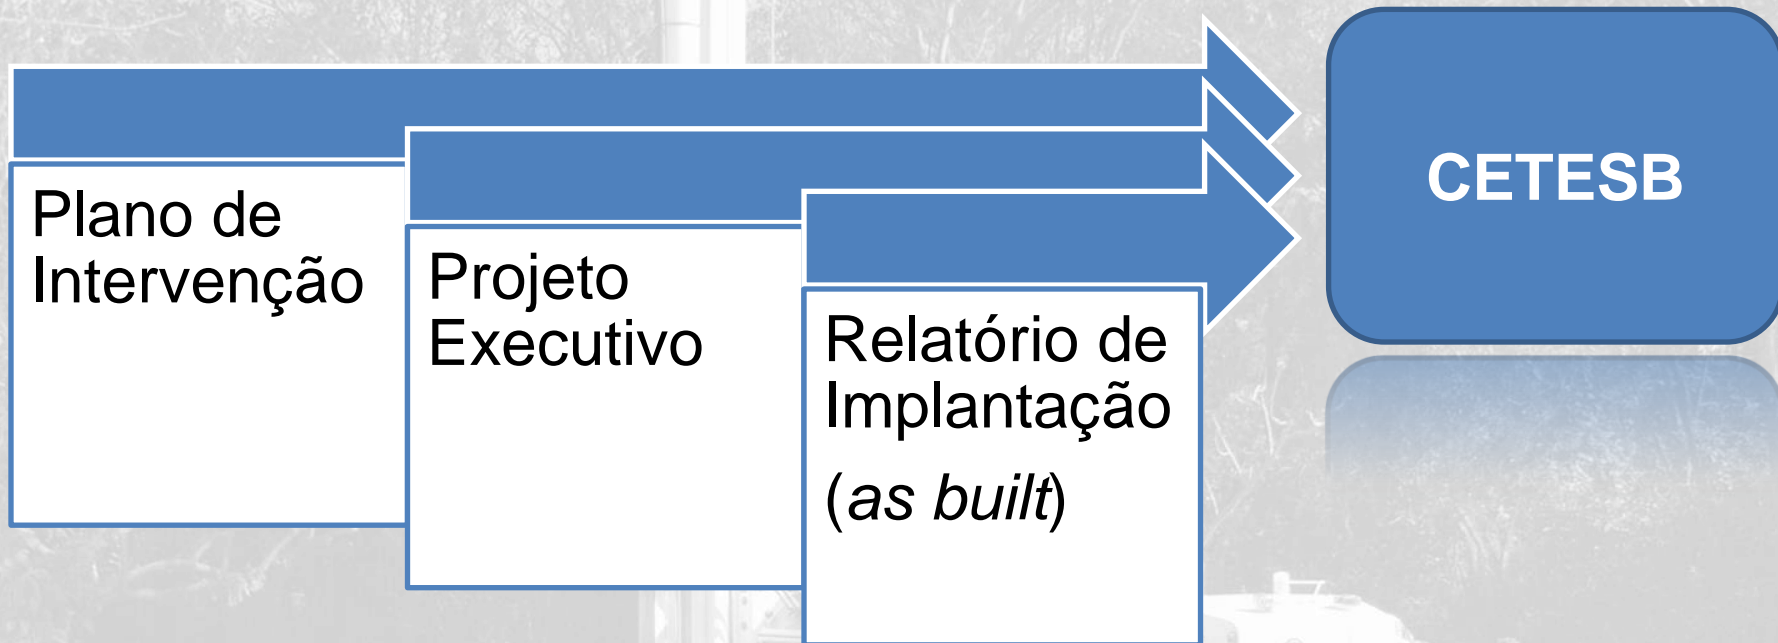 Plano de
Intervenção
Projeto
Executivo
Relatório de
Implantação
(as built)
CETESB